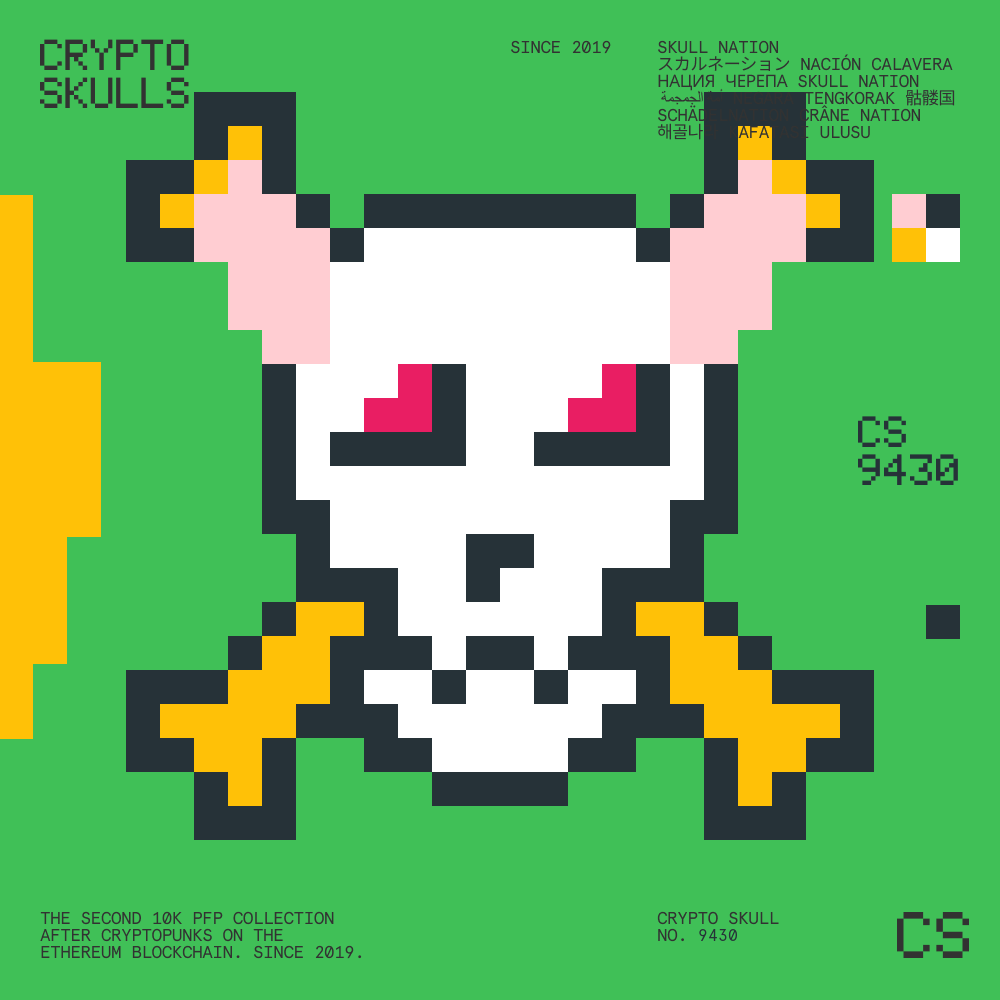 CRYPTO
SKULLS
SINCE 2019
SKULL NATION
スカルネーション NACIÓN CALAVERA
НАЦИЯ ЧЕРЕПА SKULL NATION
TENGKORAK 骷髅国
CRÂNE NATION
ULUSU
CS
9430
THE SECOND 10K PFP COLLECTION
AFTER CRYPTOPUNKS ON THE
ETHEREUM BLOCKCHAIN. SINCE 2019.
CRYPTO SKULL
NO. 9430
CS